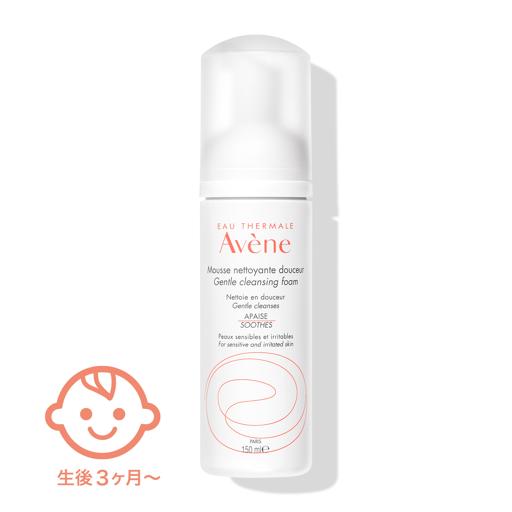 EAU THERMALE
Avène
Mousse nettoyante douceur
Gentle cleansing foam
Nettoie en douceur
Gentle cleanses
APAISE
SOOTHES
Peaux sensibles et irritables
For sensitive and irritated skin
PARIS
150 ml℮
生後3ヶ月～